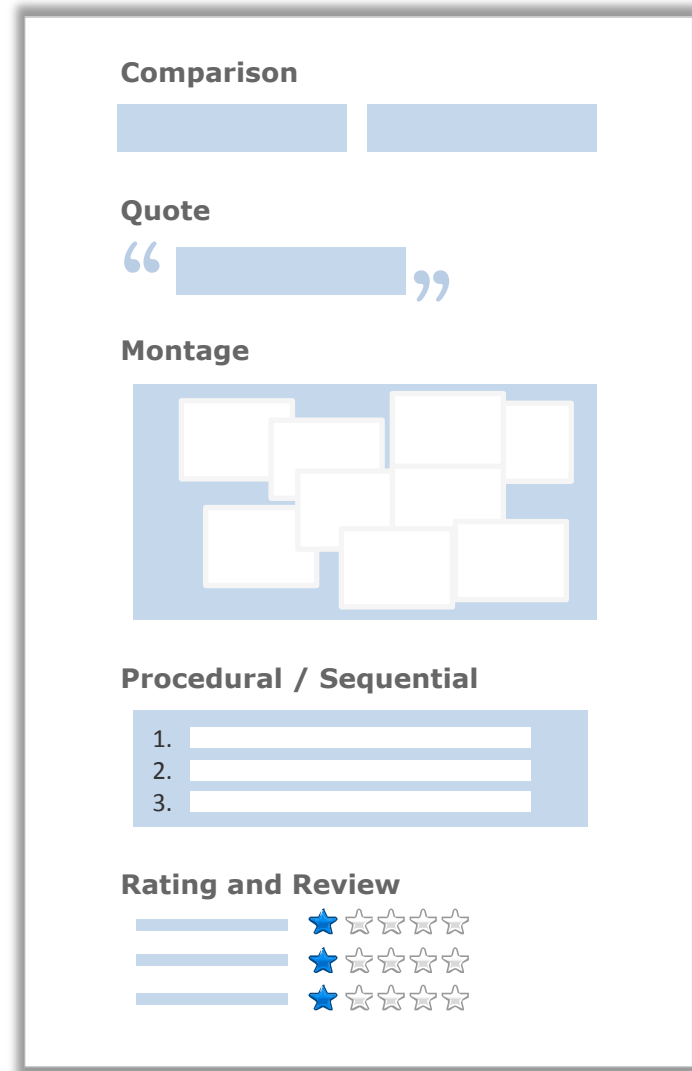 Comparison
Quote
“ ”
Montage
Procedural / Sequential
1.
2.
3.
Rating and Review